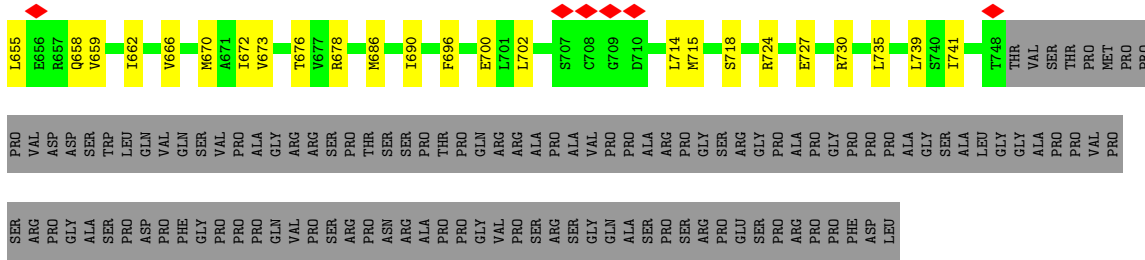 L655 E656 R657 Q658 V659 I662 V666 M670 A671 I672 V673 T676 V677 R678 M686 I690 F696 E700 L701 L702 S707 C708 G709 D710 L714 M715 S718 R724 E727 R730 L735 L739 S740 I741 T748 THR VAL SER THR PRO MET PRO PRO
PRO VAL ASP ASP SER TRP LEU GLN VAL GLN SER VAL PRO ALA GLY ARG ARG SER PRO THR SER SER PRO THR PRO GLN ARG ARG ALA PRO ALA VAL PRO PRO ALA ARG PRO GLY SER ARG GLY PRO ALA PRO GLY PRO PRO PRO ALA GLY SER ALA LEU GLY GLY ALA PRO PRO VAL PRO
SER ARG PRO GLY ALA SER PRO ASP PRO PHE GLY PRO PRO PRO GLN VAL PRO SER ARG PRO ASN ARG ALA PRO PRO GLY VAL PRO SER ARG SER GLY GLN ALA SER PRO SER ARG PRO GLU SER PRO ARG PRO PRO PHE ASP LEU